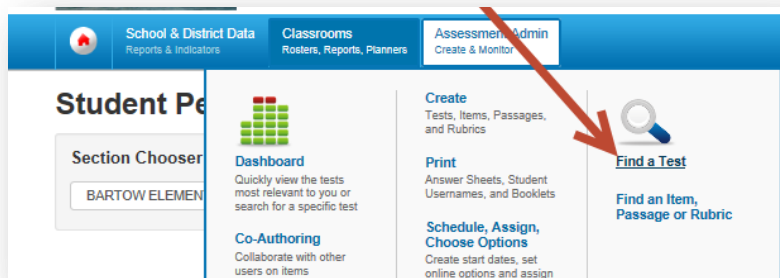 School & District Data
Reports & Indicators
Classrooms
Rosters, Reports, Planners
Assessment Admin
Create & Monitor
Student Pe
Section Chooser
BARTOW ELEMEN
Dashboard
Quickly view the tests
most relevant to you or
search for a specific test
Co-Authoring
Collaborate with other
users on items
Create
Tests, Items, Passages,
and Rubrics
Print
Answer Sheets, Student
Usernames, and Booklets
Schedule, Assign,
Choose Options
Create start dates, set
online options and assign
Find a Test
Find an Item,
Passage or Rubric